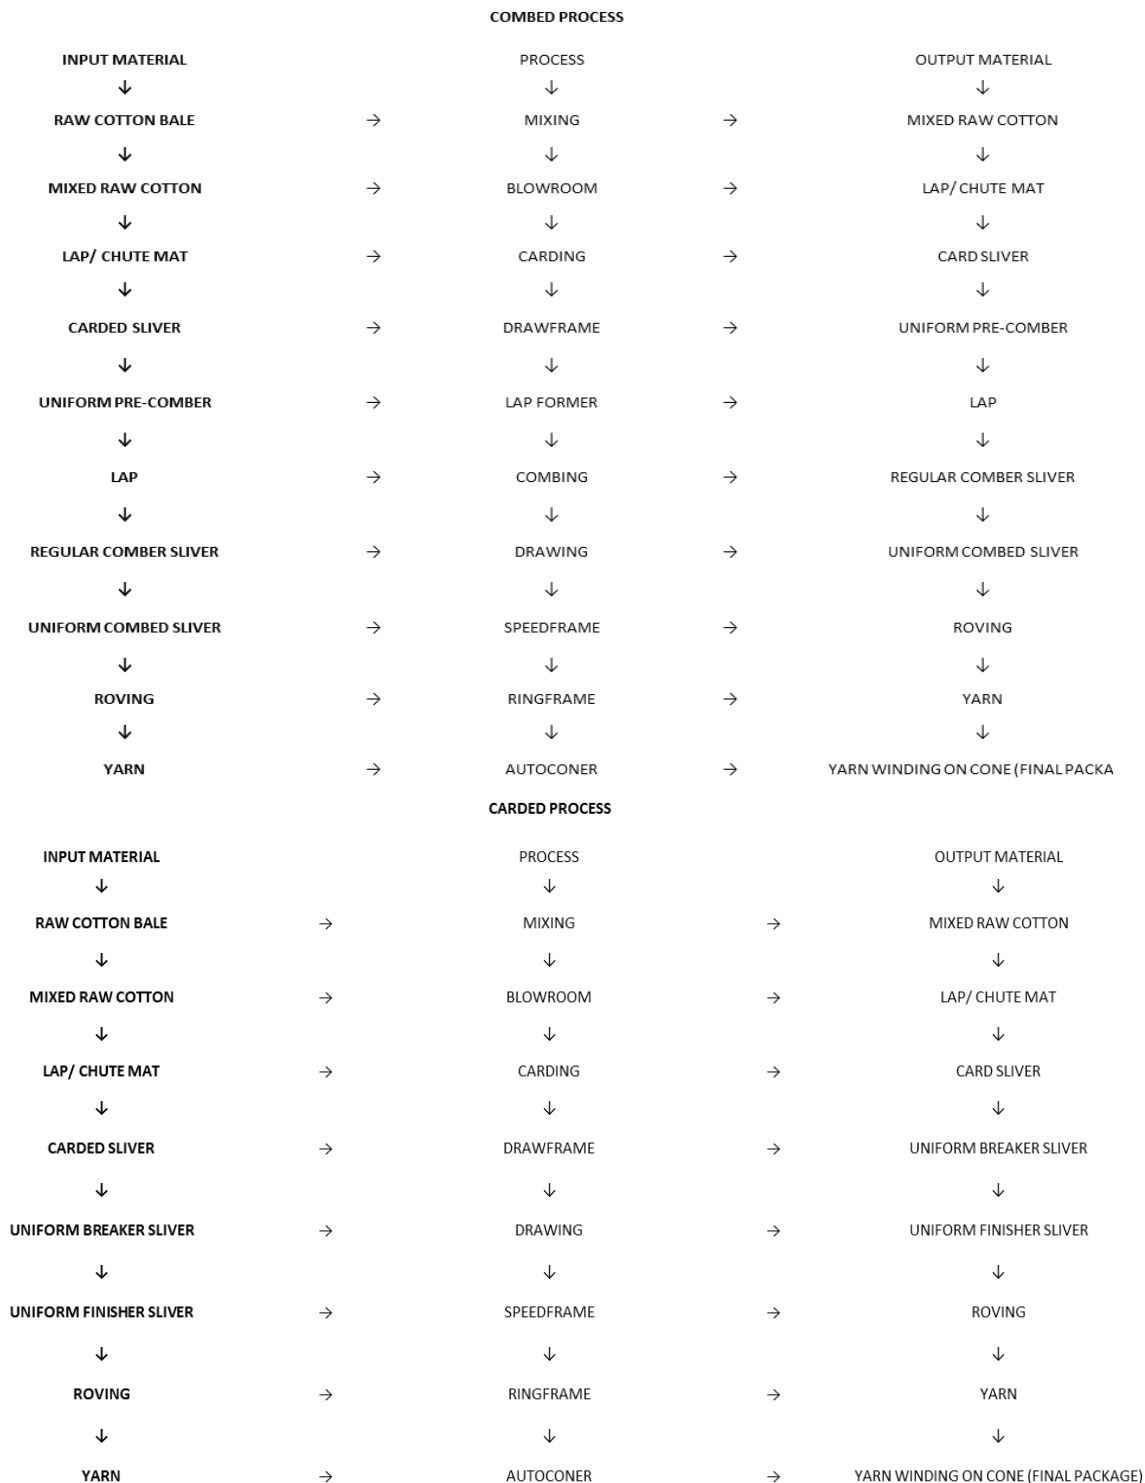 COMBED PROCESS
INPUT MATERIAL PROCESS OUTPUT MATERIAL
↓ ↓ ↓
RAW COTTON BALE → MIXING → MIXED RAW COTTON
↓ ↓ ↓
MIXED RAW COTTON → BLOWROOM → LAP/ CHUTE MAT
↓ ↓ ↓
LAP/ CHUTE MAT → CARDING → CARD SLIVER
↓ ↓ ↓
CARDED SLIVER → DRAWFRAME → UNIFORM PRE-COMBER
↓ ↓ ↓
UNIFORM PRE-COMBER → LAP FORMER → LAP
↓ ↓ ↓
LAP → COMBING → REGULAR COMBER SLIVER
↓ ↓ ↓
REGULAR COMBER SLIVER → DRAWING → UNIFORM COMBED SLIVER
↓ ↓ ↓
UNIFORM COMBED SLIVER → SPEEDFRAME → ROVING
↓ ↓ ↓
ROVING → RINGFRAME → YARN
↓ ↓ ↓
YARN → AUTOCONER → YARN WINDING ON CONE (FINAL PACKA
CARDED PROCESS
INPUT MATERIAL PROCESS OUTPUT MATERIAL
↓ ↓ ↓
RAW COTTON BALE → MIXING → MIXED RAW COTTON
↓ ↓ ↓
MIXED RAW COTTON → BLOWROOM → LAP/ CHUTE MAT
↓ ↓ ↓
LAP/ CHUTE MAT → CARDING → CARD SLIVER
↓ ↓ ↓
CARDED SLIVER → DRAWFRAME → UNIFORM BREAKER SLIVER
↓ ↓ ↓
UNIFORM BREAKER SLIVER → DRAWING → UNIFORM FINISHER SLIVER
↓ ↓ ↓
UNIFORM FINISHER SLIVER → SPEEDFRAME → ROVING
↓ ↓ ↓
ROVING → RINGFRAME → YARN
↓ ↓ ↓
YARN → AUTOCONER → YARN WINDING ON CONE (FINAL PACKAGE)